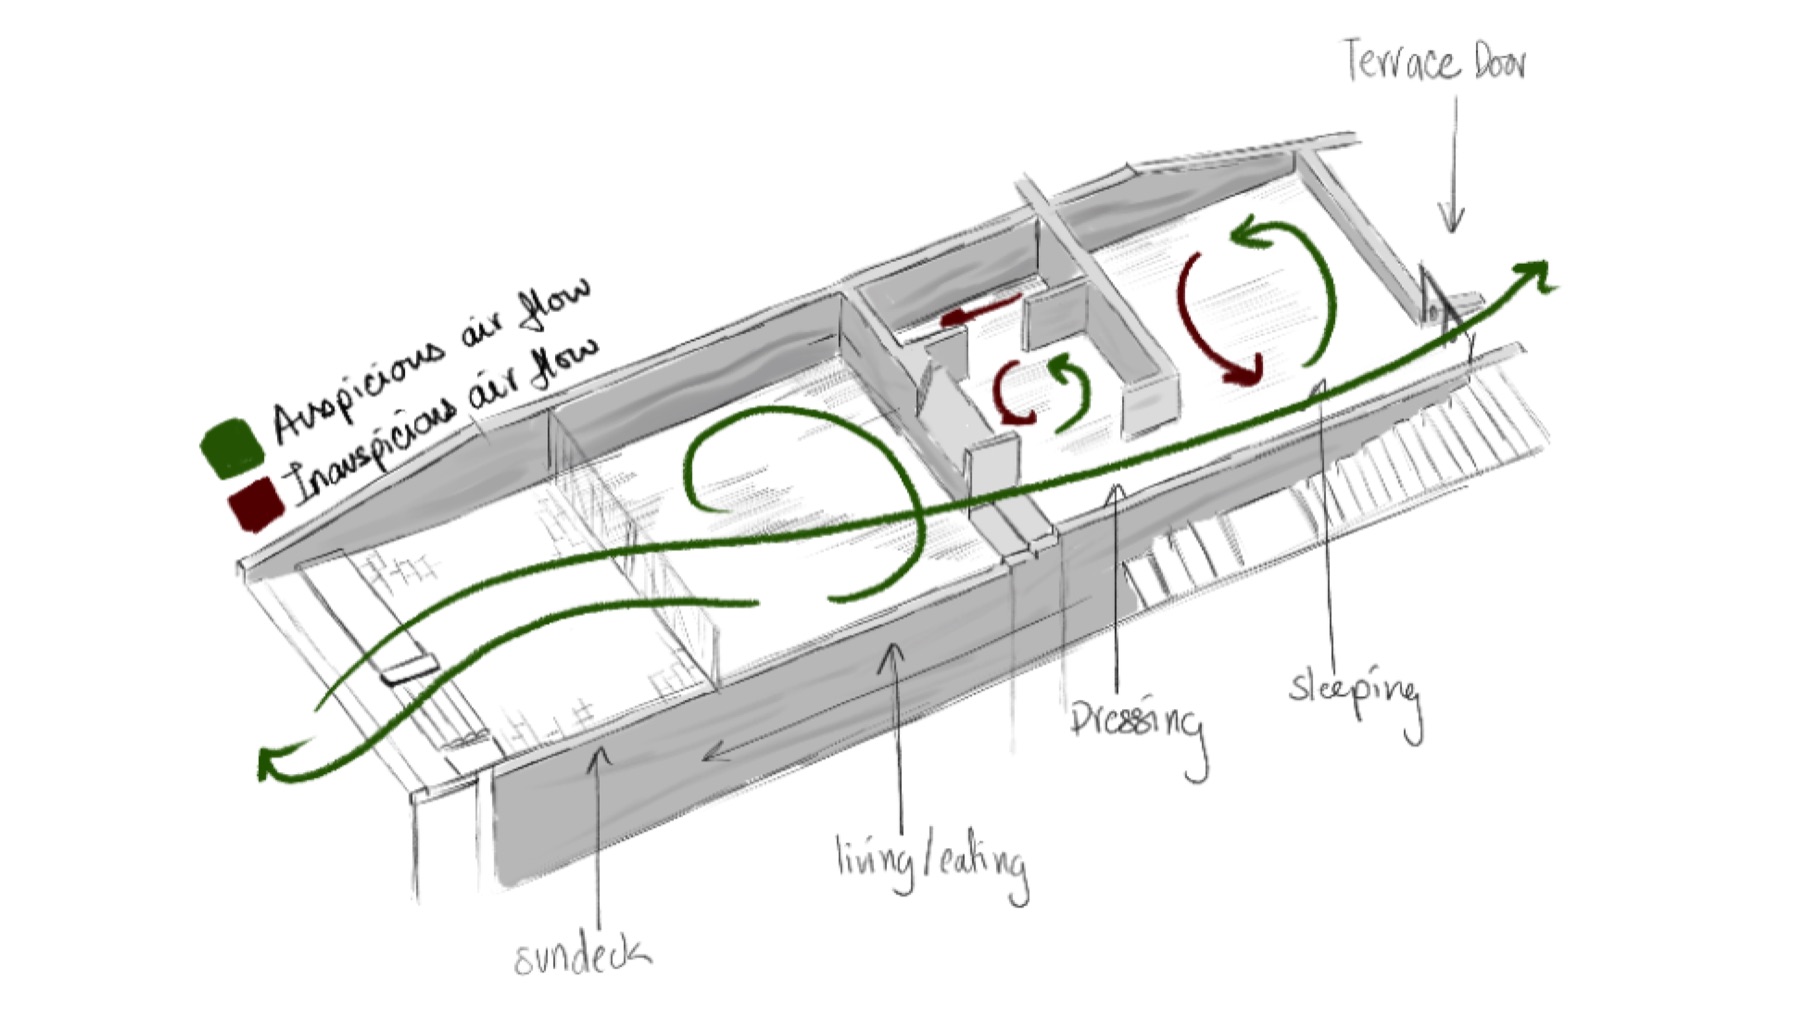 Terrace Door
Auspicious air flow
Inauspicious air flow
sleeping
Dressing
living/eating
sundeck